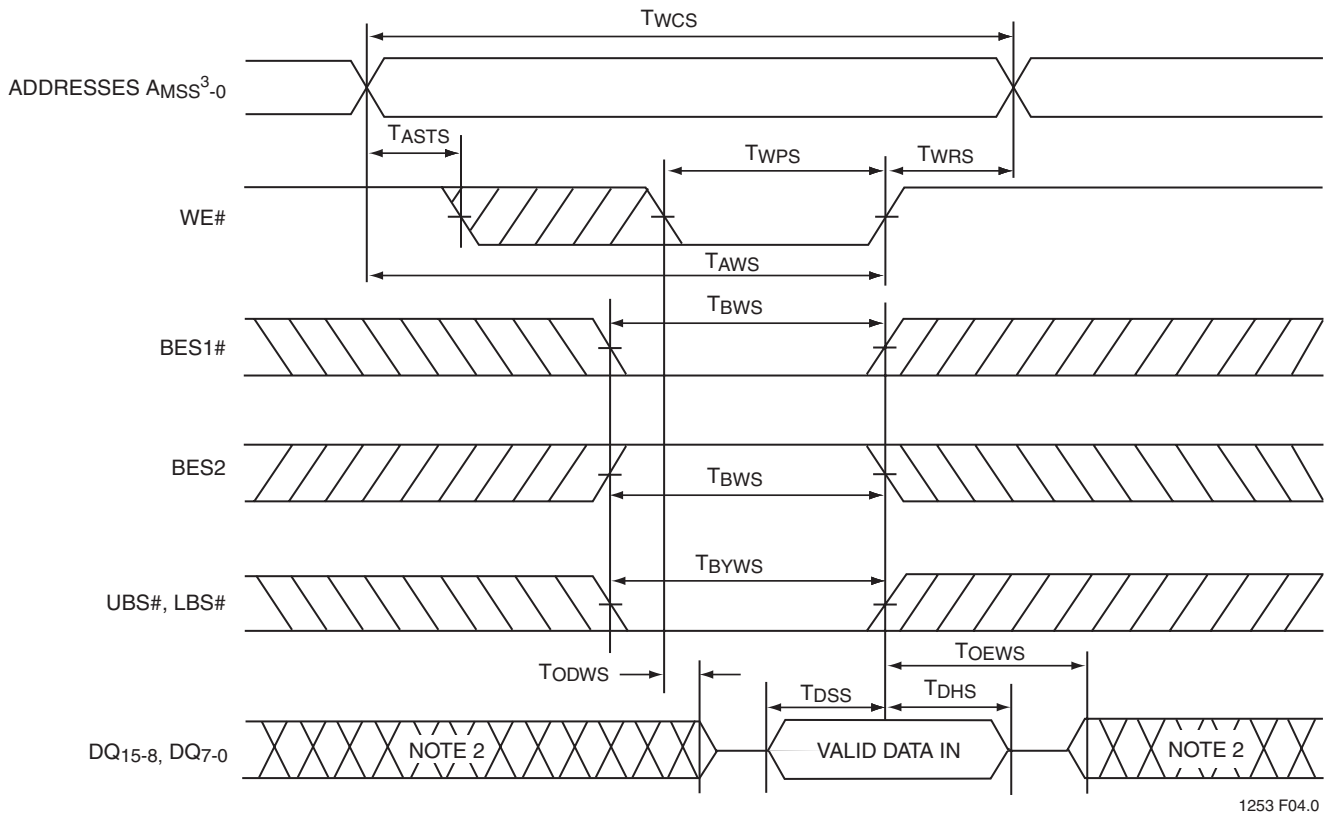 TWCS
ADDRESSES AMSS³-0
TASTS
TWPS
TWRS
WE#
TAWS
TBWS
BES1#
BES2
TBWS
TBYWS
UBS#, LBS#
TODWS
TOEWS
TDSS
TDHS
DQ15-8, DQ7-0
NOTE 2
VALID DATA IN
NOTE 2
1253 F04.0